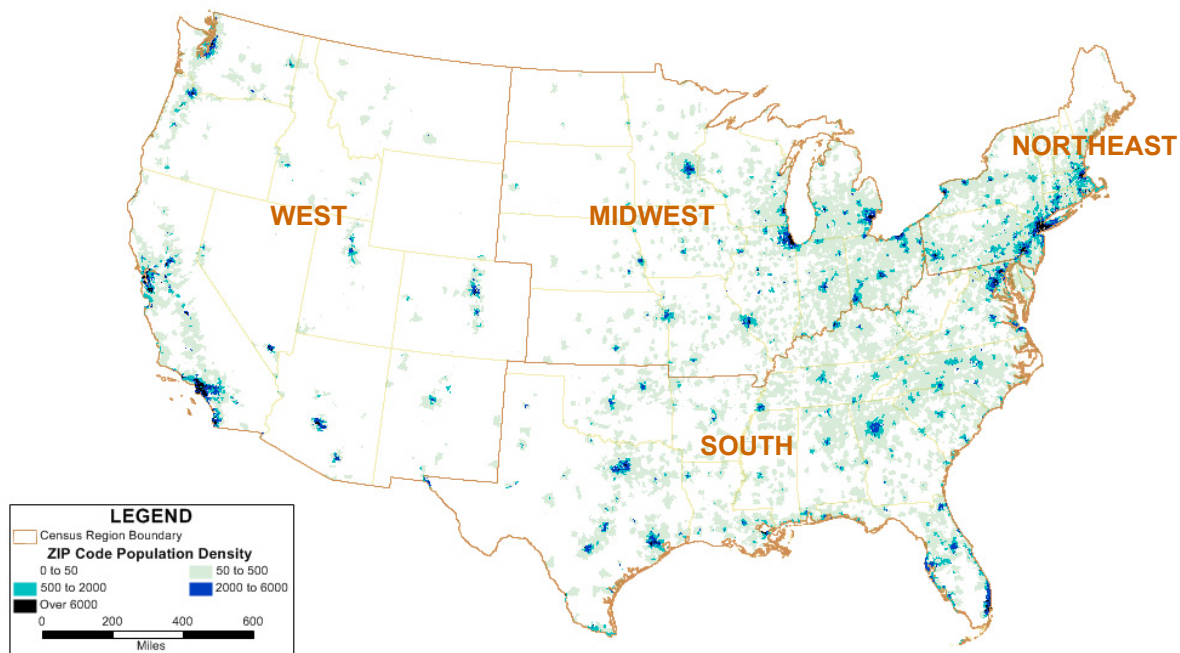 NORTHEAST
WEST
MIDWEST
SOUTH
LEGEND
Census Region Boundary
ZIP Code Population Density
0 to 50 50 to 500
500 to 2000 2000 to 6000
Over 6000
0 200 400 600
Miles